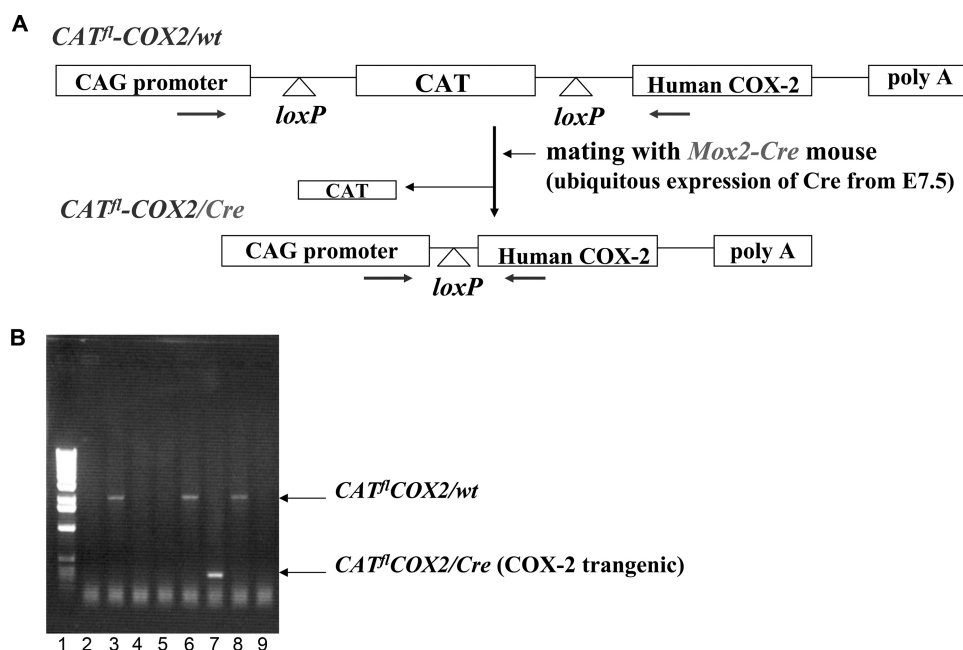 A
CATfl-COX2/wt
CAG promoter
CAT
Human COX-2
poly A
loxP
loxP
mating with Mox2-Cre mouse
(ubiquitous expression of Cre from E7.5)
CAT
CATfl-COX2/Cre
CAG promoter
Human COX-2
poly A
loxP
B
CATflCOX2/wt
CATflCOX2/Cre (COX-2 trangenic)
1 2 3 4 5 6 7 8 9